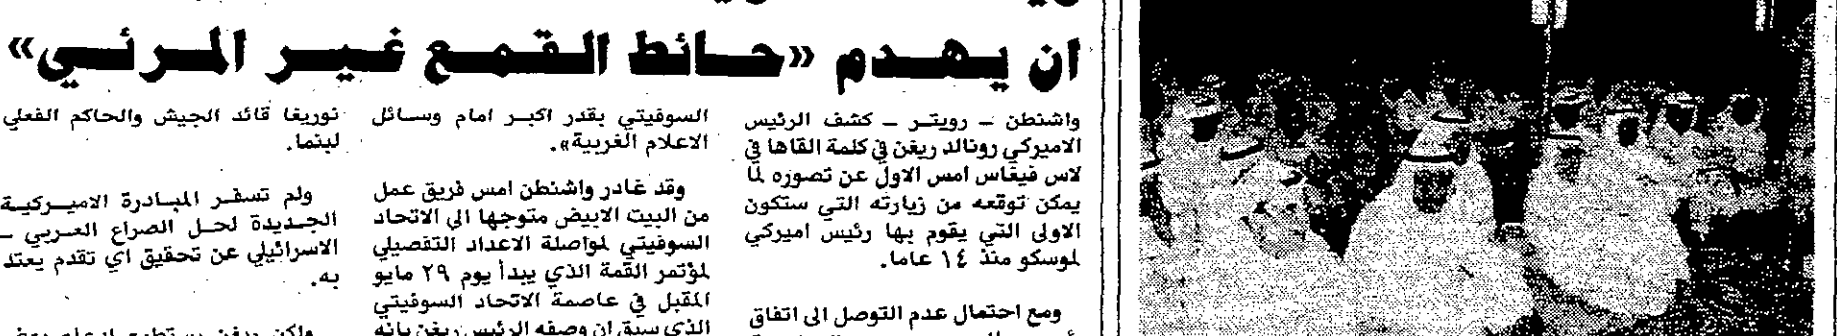 ان يهدم «حائط القمع غير المرئي»
واشنطن – رويتر – كشف الرئيس
الاميركي رونالد ريغن في كلمة القاها في
لاس فيغاس امس الاول عن تصوره لما
يمكن توقعه من زيارته التي ستكون
الاولى التي يقوم بها رئيس اميركي
لموسكو منذ ١٤ عاما.
ومع احتمال عدم التوصل الى اتفاق
السوفيتي بقدر اكبر امام وسائل
الاعلام الغربية».
وقد غادر واشنطن امس فريق عمل
من البيت الابيض متوجها الى الاتحاد
السوفيتي لمواصلة الاعداد التفصيلي
لمؤتمر القمة الذي يبدأ يوم ٢٩ مايو
المقبل في عاصمة الاتحاد السوفيتي
الذي سبق ان وصفه الرئيس ريغن بانه
نوريغا قائد الجيش والحاكم الفعلي
لبنما.
ولم تسفر المبادرة الاميركية
الجديدة لحل الصراع العربي –
الاسرائيلي عن تحقيق اي تقدم يعتد
به.